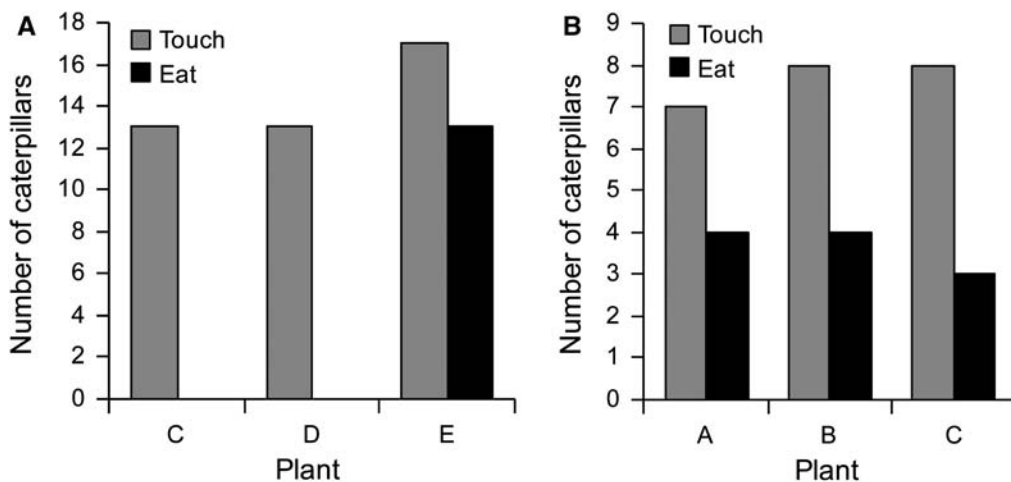 A
Touch
Eat
Number of caterpillars
18
16
14
12
10
8
6
4
2
0
C D E
Plant
B
Touch
Eat
Number of caterpillars
9
8
7
6
5
4
3
2
1
0
A B C
Plant